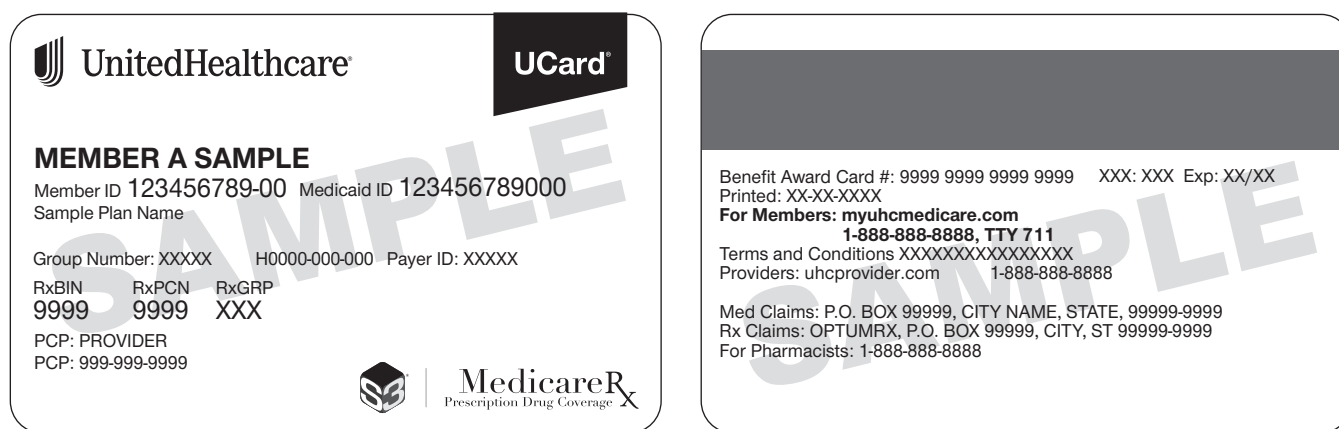 UnitedHealthcare®
UCard®
SAMPLE
MEMBER A SAMPLE
Member ID 123456789-00 Medicaid ID 123456789000
Sample Plan Name
Group Number: XXXXX H0000-000-000 Payer ID: XXXXX
RxBIN RxPCN RxGRP
9999 9999 XXX
PCP: PROVIDER
PCP: 999-999-9999
S3
MedicareRx
Prescription Drug Coverage
SAMPLE
Benefit Award Card #: 9999 9999 9999 9999 XXX: XXX Exp: XX/XX
Printed: XX-XX-XXXX
For Members: myuhcmedicare.com
1-888-888-8888, TTY 711
Terms and Conditions XXXXXXXXXXXXXXXX
Providers: uhcprovider.com 1-888-888-8888
Med Claims: P.O. BOX 99999, CITY NAME, STATE, 99999-9999
Rx Claims: OPTUMRX, P.O. BOX 99999, CITY, ST 99999-9999
For Pharmacists: 1-888-888-8888